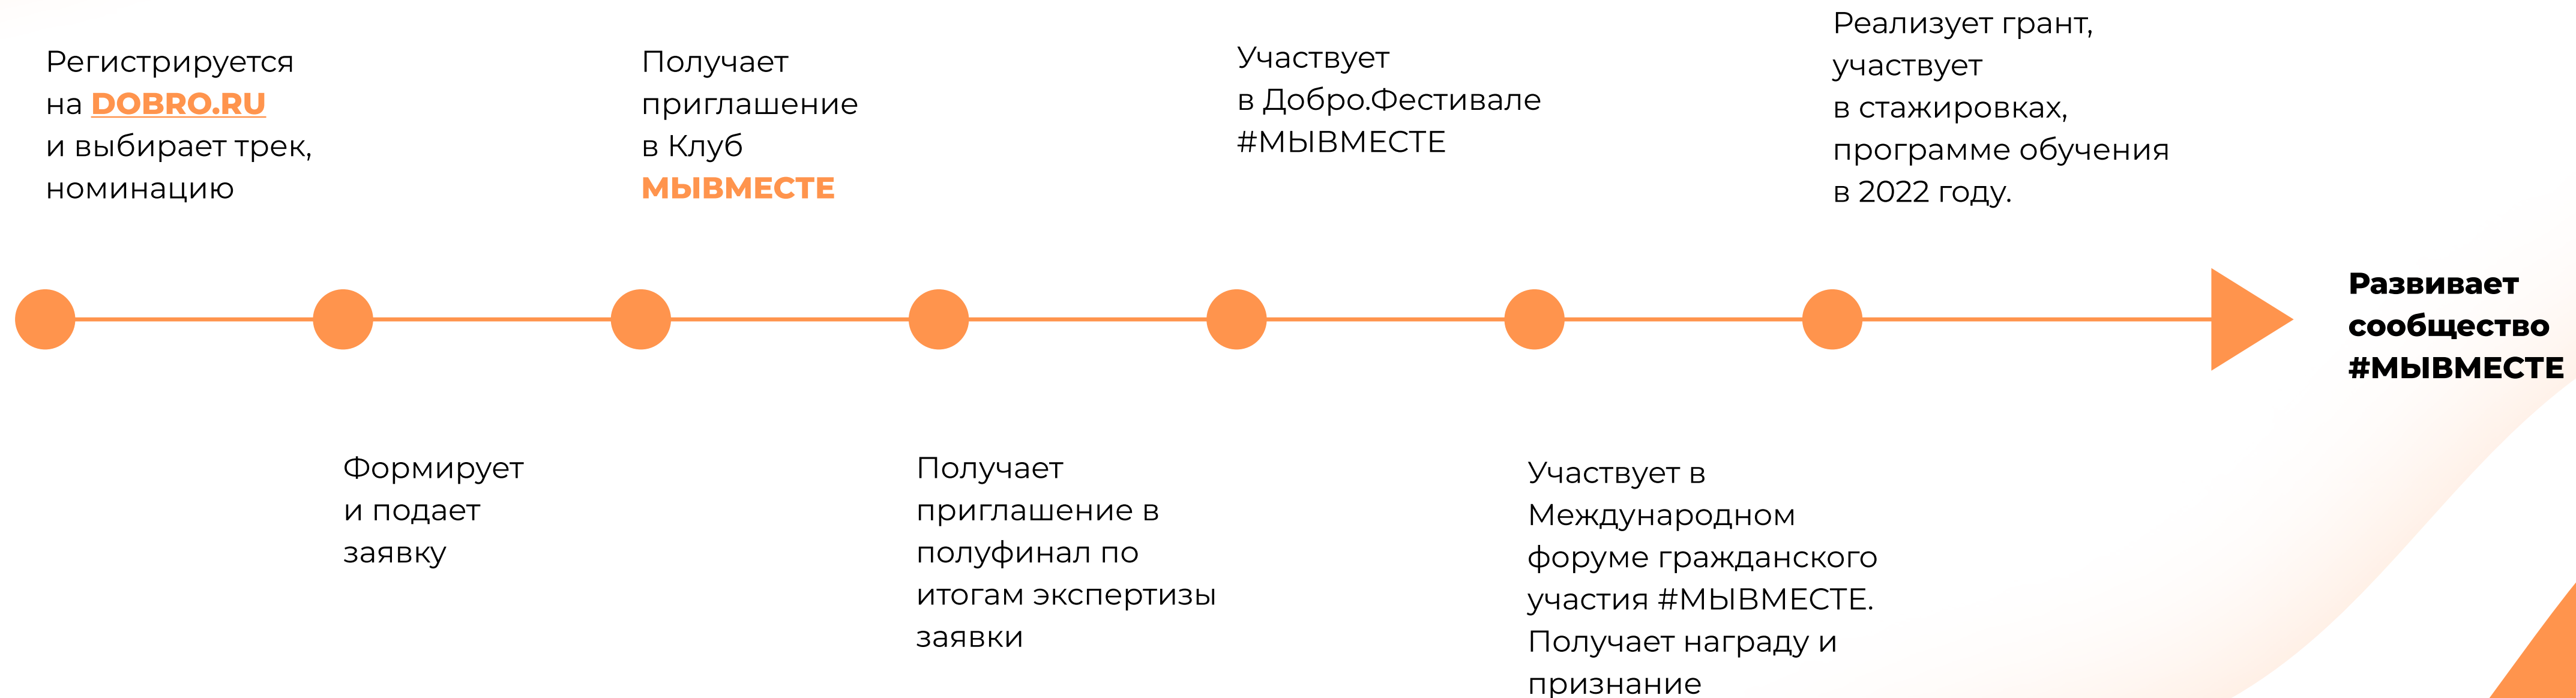 Регистрируется
на DOBRO.RU
и выбирает трек,
номинацию
Формирует
и подает
заявку
Получает
приглашение
в Клуб
МЫВМЕСТЕ
Получает
приглашение в
полуфинал по
итогам экспертизы
заявки
Участвует
в Добро.Фестивале
#МЫВМЕСТЕ
Участвует в
Международном
форуме гражданского
участия #МЫВМЕСТЕ.
Получает награду и
признание
Реализует грант,
участвует
в стажировках,
программе обучения
в 2022 году.
Развивает
сообщество
#МЫВМЕСТЕ